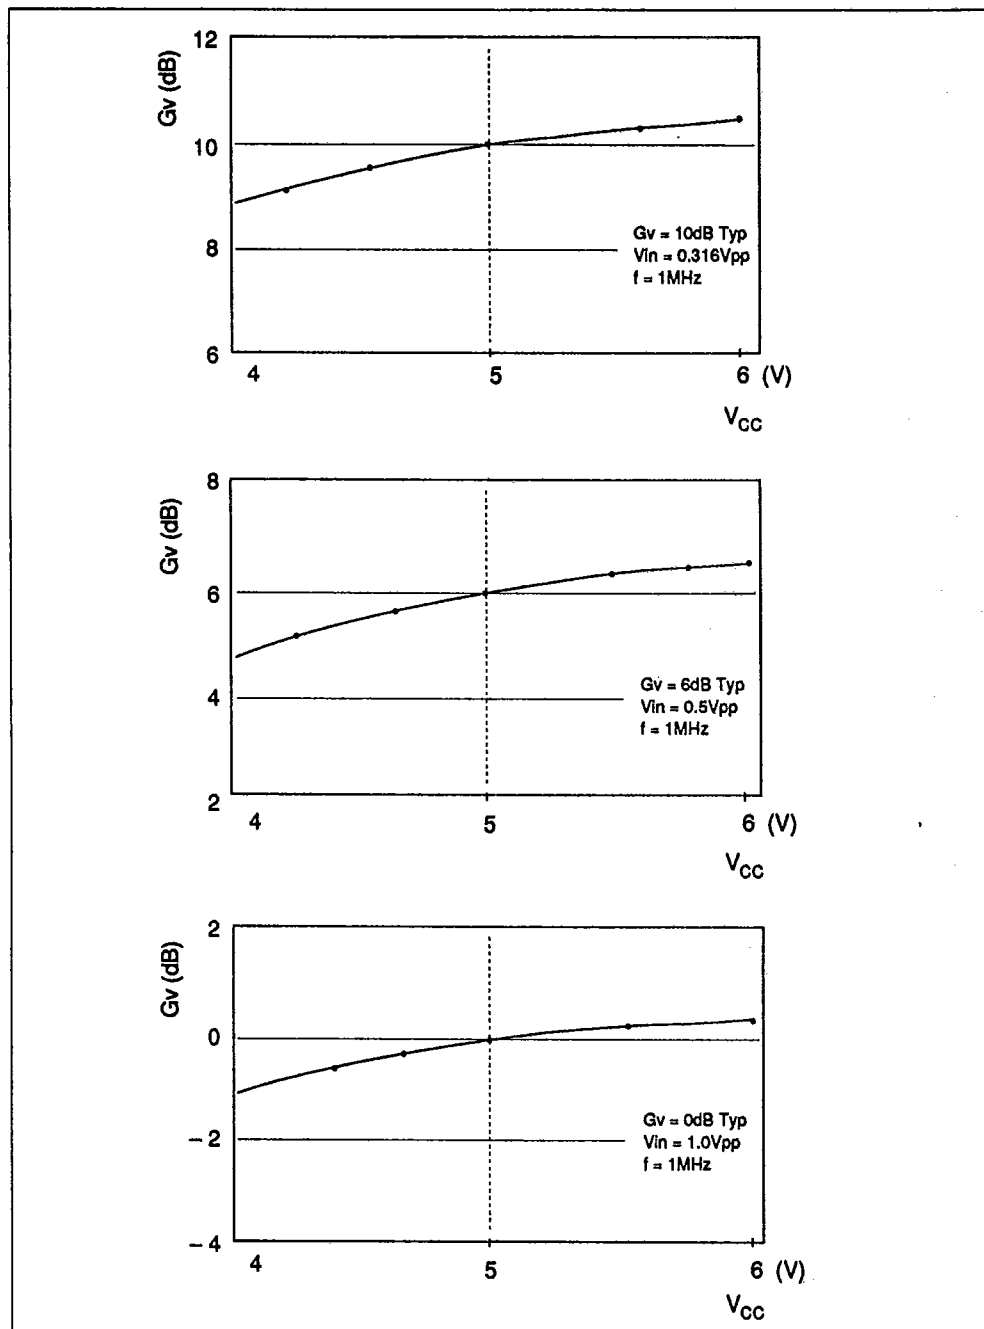 Gv (dB)
12
10
8
6
Gv = 10dB Typ
Vin = 0.316Vpp
f = 1MHz
4 5 6 (V)
VCC
Gv (dB)
8
6
4
2
Gv = 6dB Typ
Vin = 0.5Vpp
f = 1MHz
4 5 6 (V)
VCC
Gv (dB)
2
0
– 2
– 4
Gv = 0dB Typ
Vin = 1.0Vpp
f = 1MHz
4 5 6 (V)
VCC